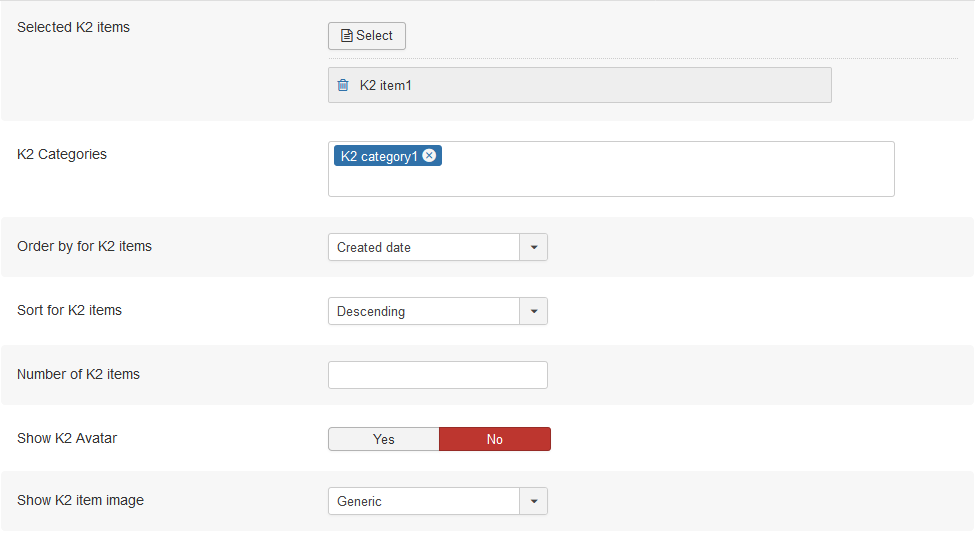 Selected K2 items
Select
K2 item1
K2 Categories
K2 category1
Order by for K2 items
Created date
Sort for K2 items
Descending
Number of K2 items
Show K2 Avatar
Yes No
Show K2 item image
Generic